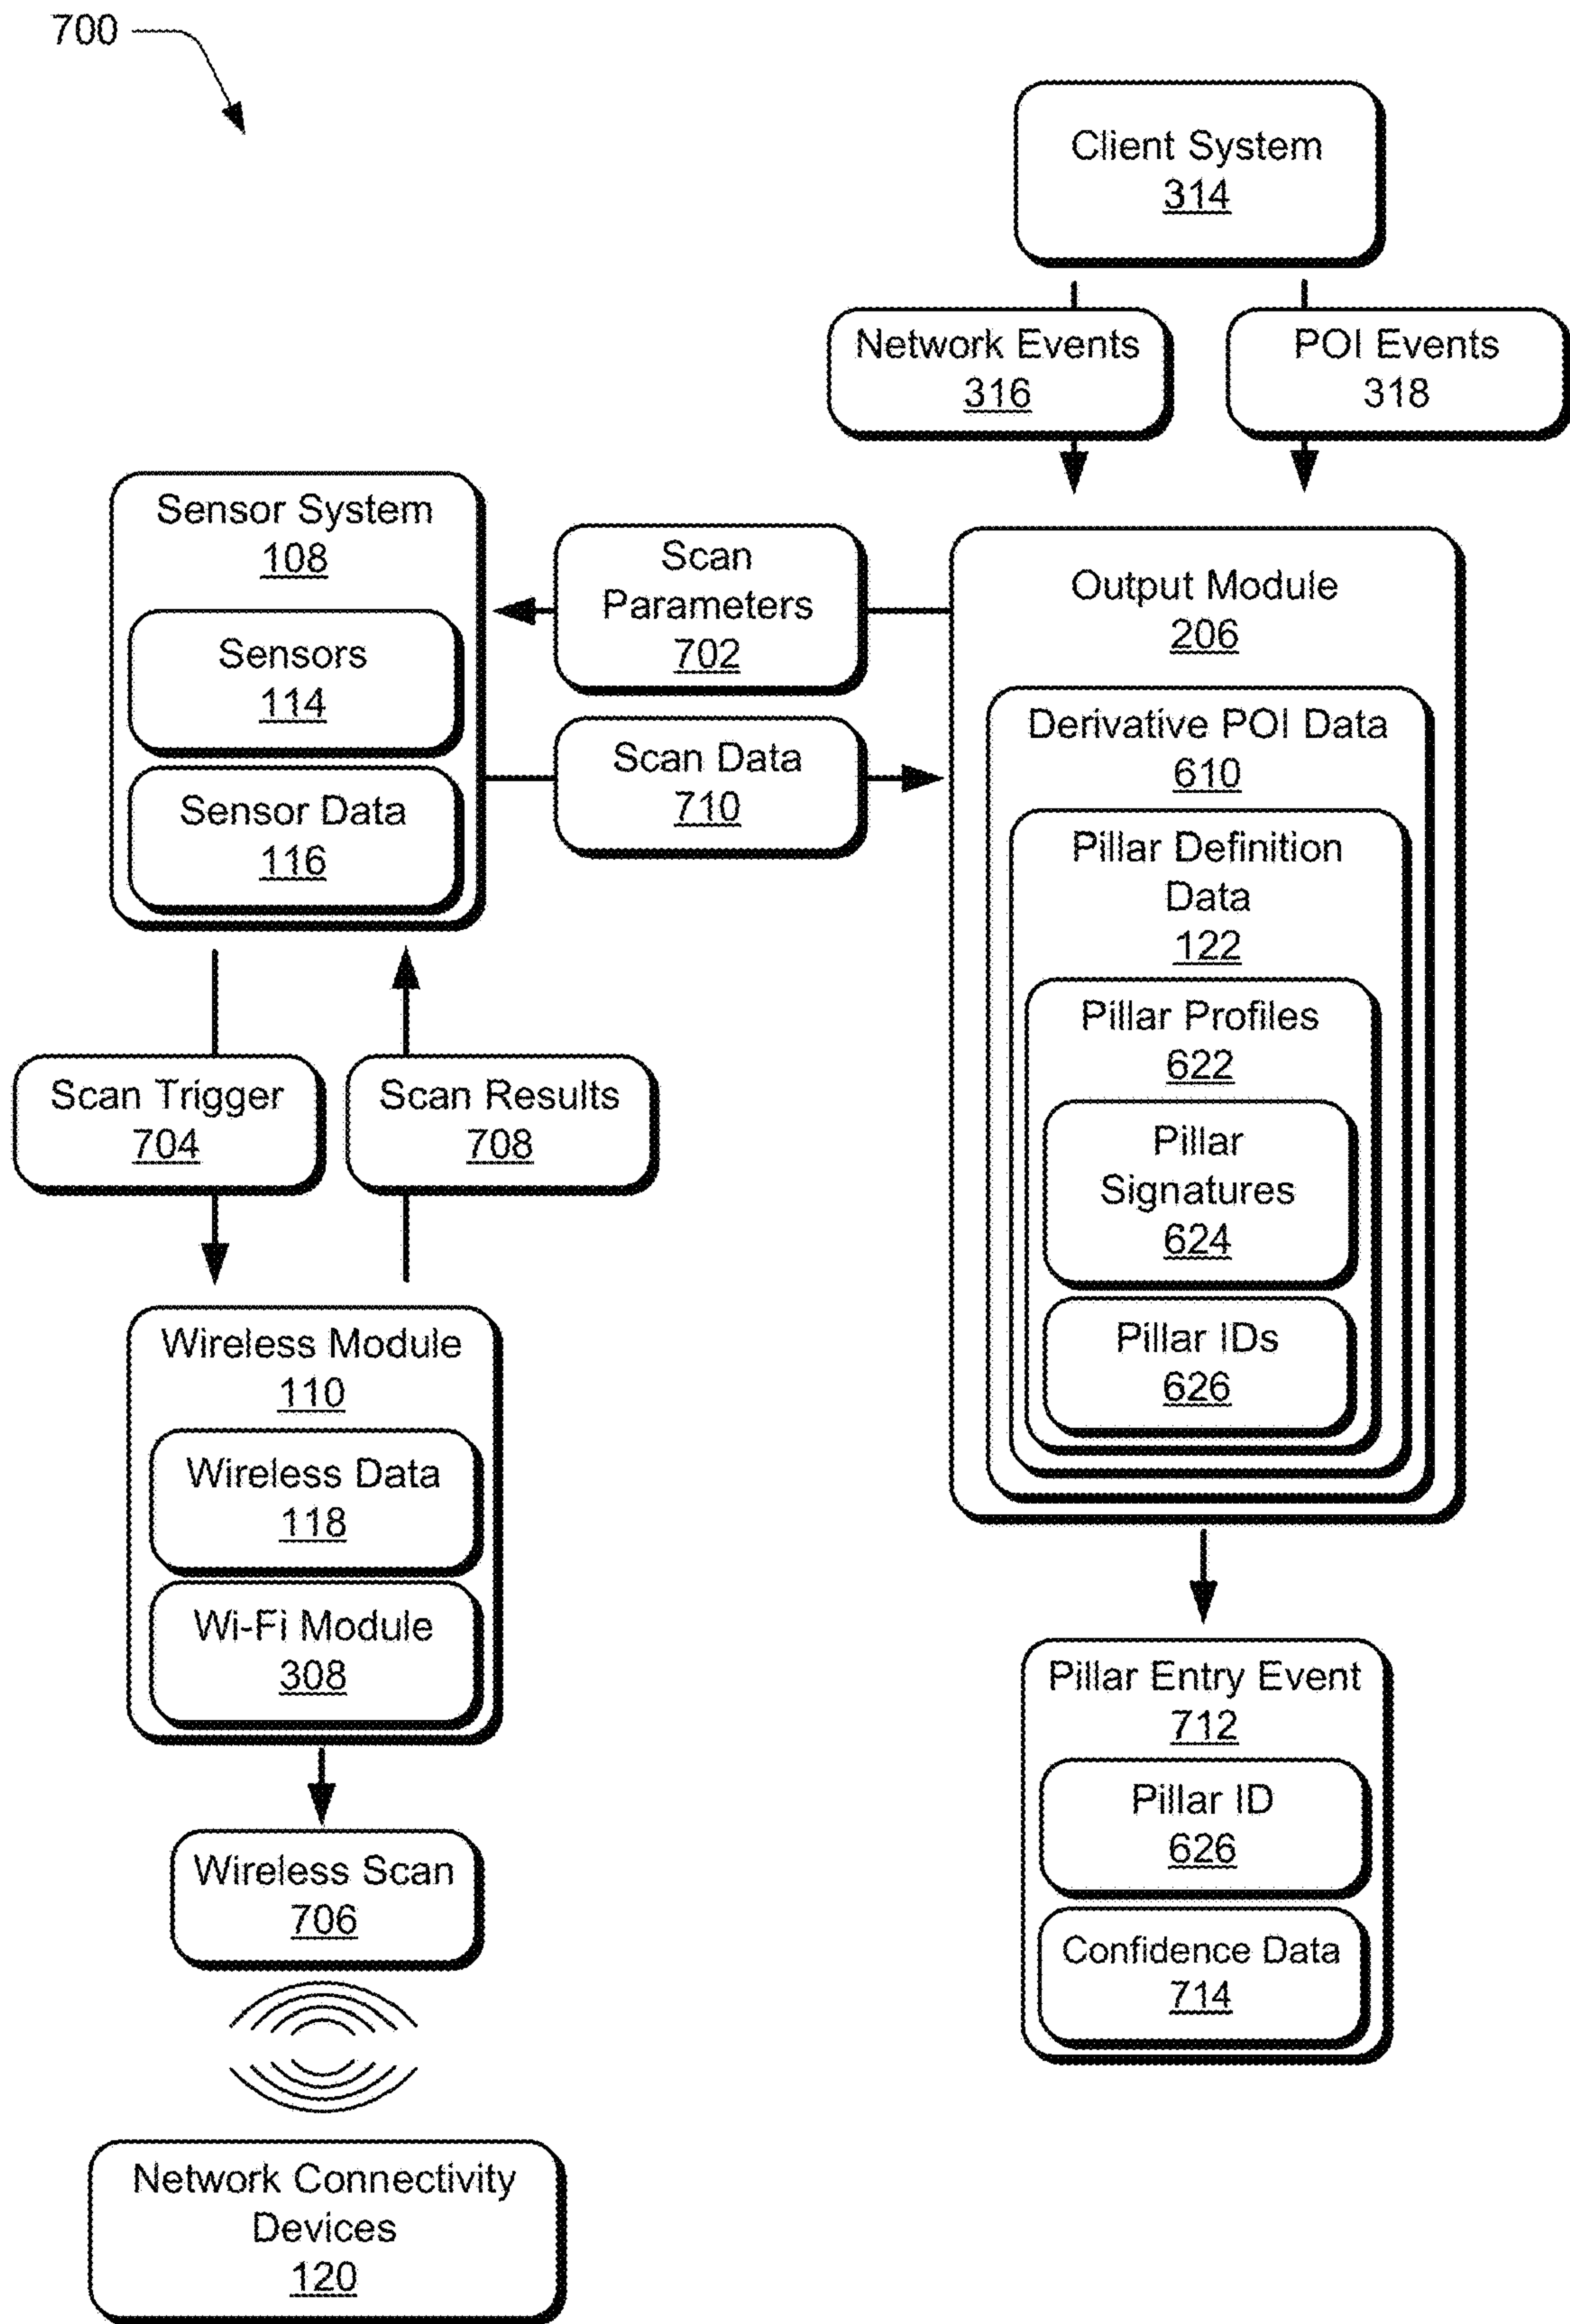 700
Client System
314
Network Events
316
POI Events
318
Sensor System
108
Sensors
114
Sensor Data
116
Scan
Parameters
702
Scan Data
710
Output Module
206
Derivative POI Data
610
Pillar Definition
Data
122
Pillar Profiles
622
Pillar
Signatures
624
Pillar IDs
626
Scan Trigger
704
Scan Results
708
Wireless Module
110
Wireless Data
118
Wi-Fi Module
308
Wireless Scan
706
Network Connectivity
Devices
120
Pillar Entry Event
712
Pillar ID
626
Confidence Data
714